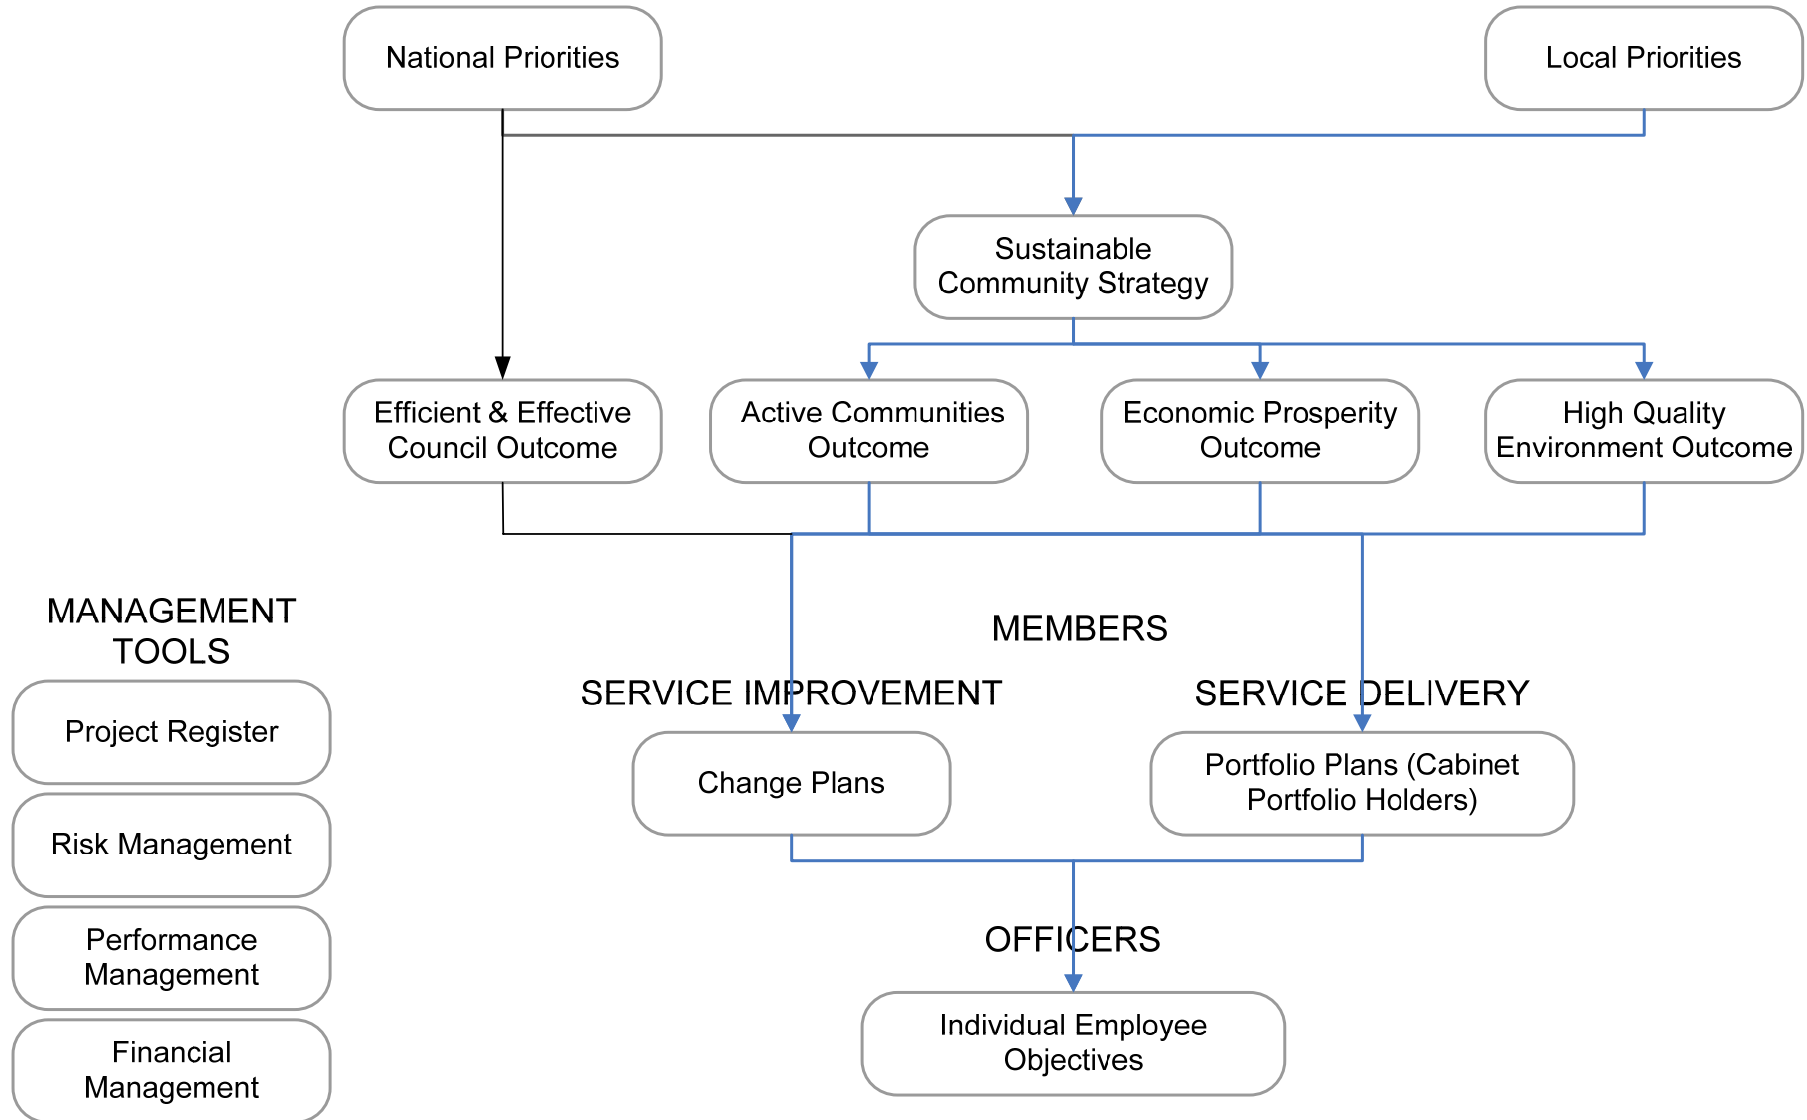 National Priorities
Local Priorities
Sustainable
Community Strategy
Efficient & Effective
Council Outcome
Active Communities
Outcome
Economic Prosperity
Outcome
High Quality
Environment Outcome
MANAGEMENT
TOOLS
MEMBERS
SERVICE IMPROVEMENT
SERVICE DELIVERY
Project Register
Change Plans
Portfolio Plans (Cabinet
Portfolio Holders)
Risk Management
Performance
Management
OFFICERS
Individual Employee
Objectives
Financial
Management